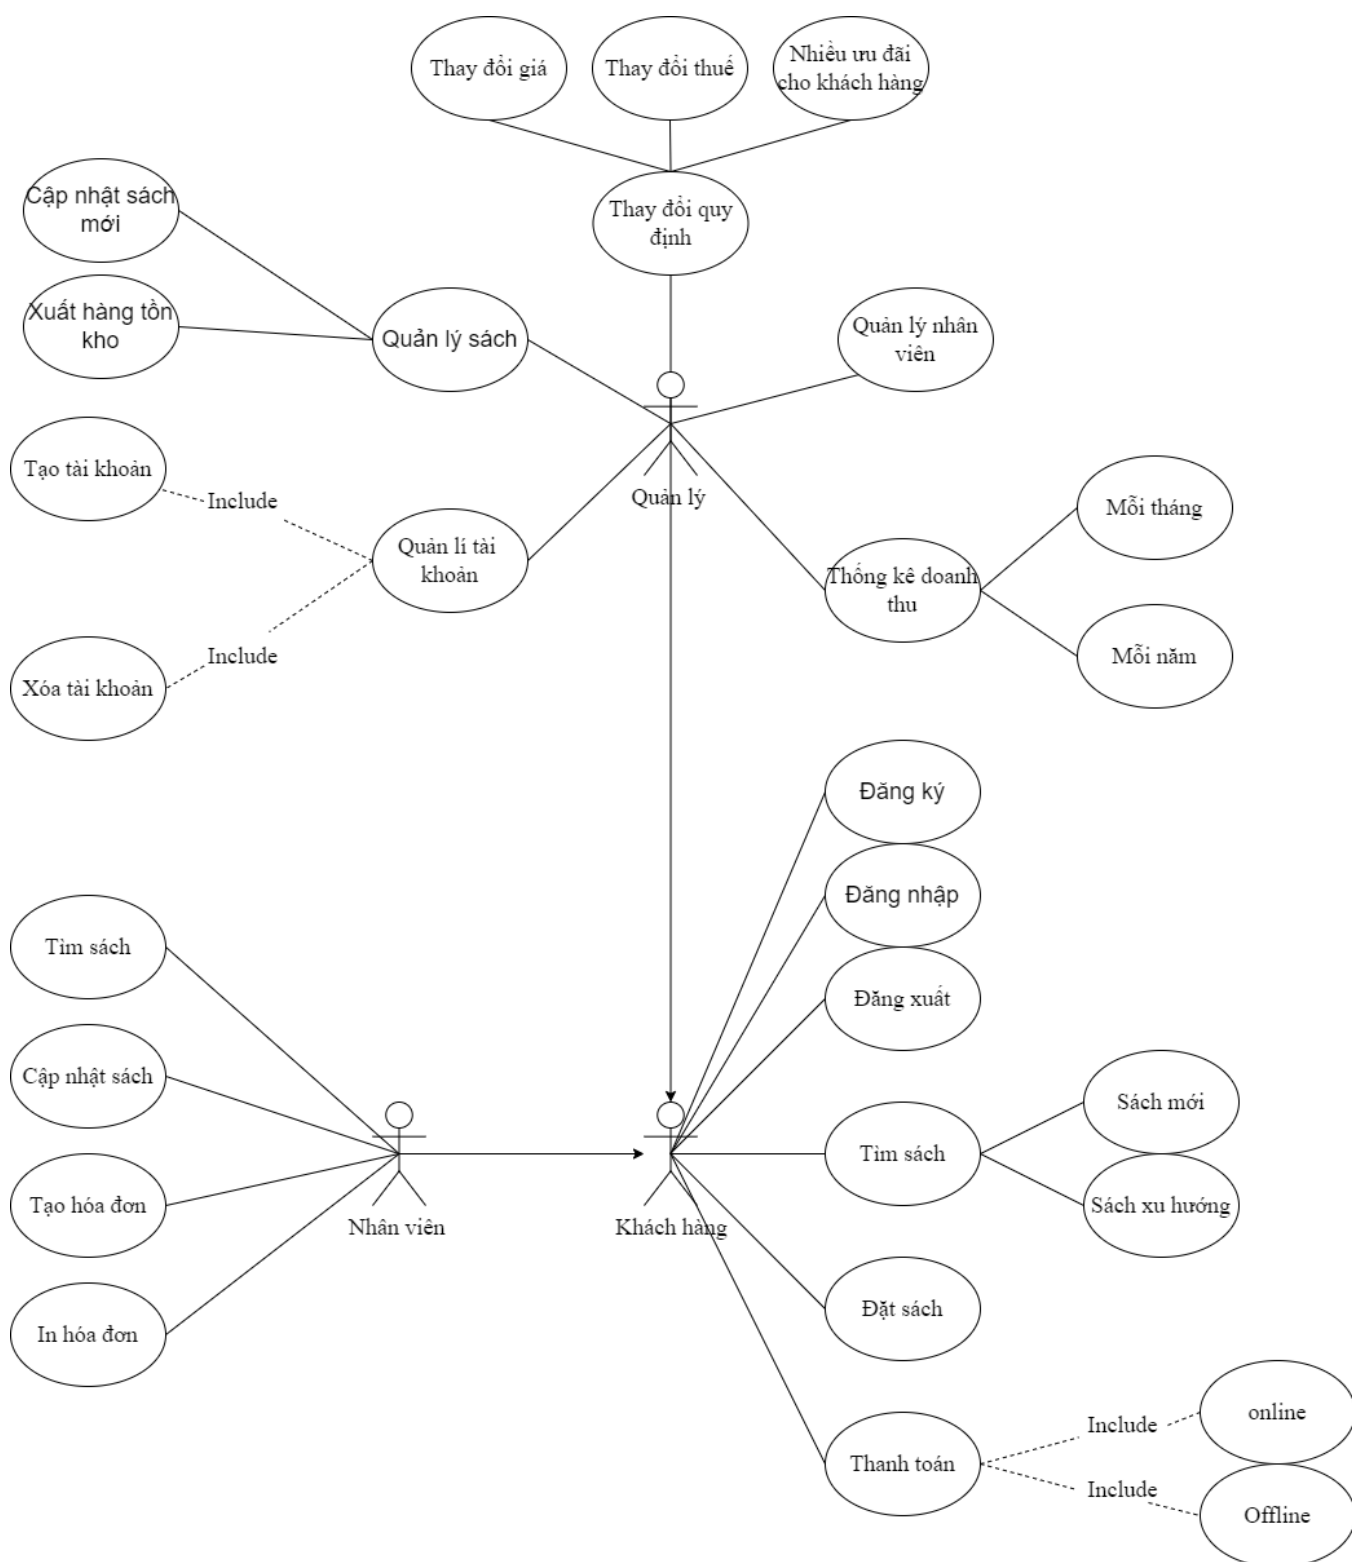 Thay đổi giá
Thay đổi thuế
Nhiều ưu đãi
cho khách hàng
Thay đổi quy
định
Cập nhật sách
mới
Xuất hàng tồn
kho
Quản lý sách
Quản lý nhân
viên
Tạo tài khoản
Include
Quản lý
Quản lí tài
khoản
Mỗi tháng
Thống kê doanh
thu
Include
Xóa tài khoản
Mỗi năm
Đăng ký
Đăng nhập
Đăng xuất
Tìm sách
Cập nhật sách
Tạo hóa đơn
In hóa đơn
Nhân viên
Khách hàng
Tìm sách
Sách mới
Sách xu hướng
Đặt sách
Thanh toán
Include
online
Include
Offline